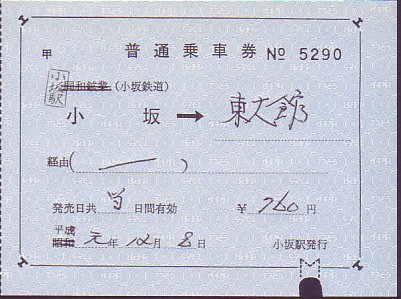 甲 普通乗車券 № 5290
小坂駅
昭和鉱業 (小坂鉄道)
小坂 → 東大館
経由( ー )
発売日共 当 日間有効 ¥ 760 円
平成
昭和 元年 12月 8日 小坂駅発行